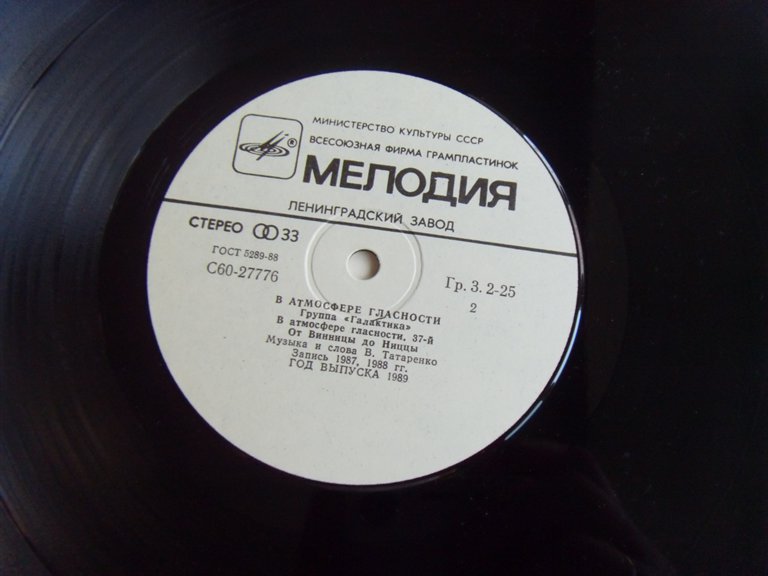 МИНИСТЕРСТВО КУЛЬТУРЫ СССР
ВСЕСОЮЗНАЯ ФИРМА ГРАМПЛАСТИНОК
®
МЕЛОДИЯ
ЛЕНИНГРАДСКИЙ ЗАВОД
СТЕРЕО 33
ГОСТ 5289-88
С60-27776
Гр. 3. 2-25
2
В АТМОСФЕРЕ ГЛАСНОСТИ
Группа «Галактика»
В атмосфере гласности. 37-й
От Винницы до Ниццы
Музыка и слова В. Татаренко
Запись 1987, 1988 гг.
ГОД ВЫПУСКА 1989